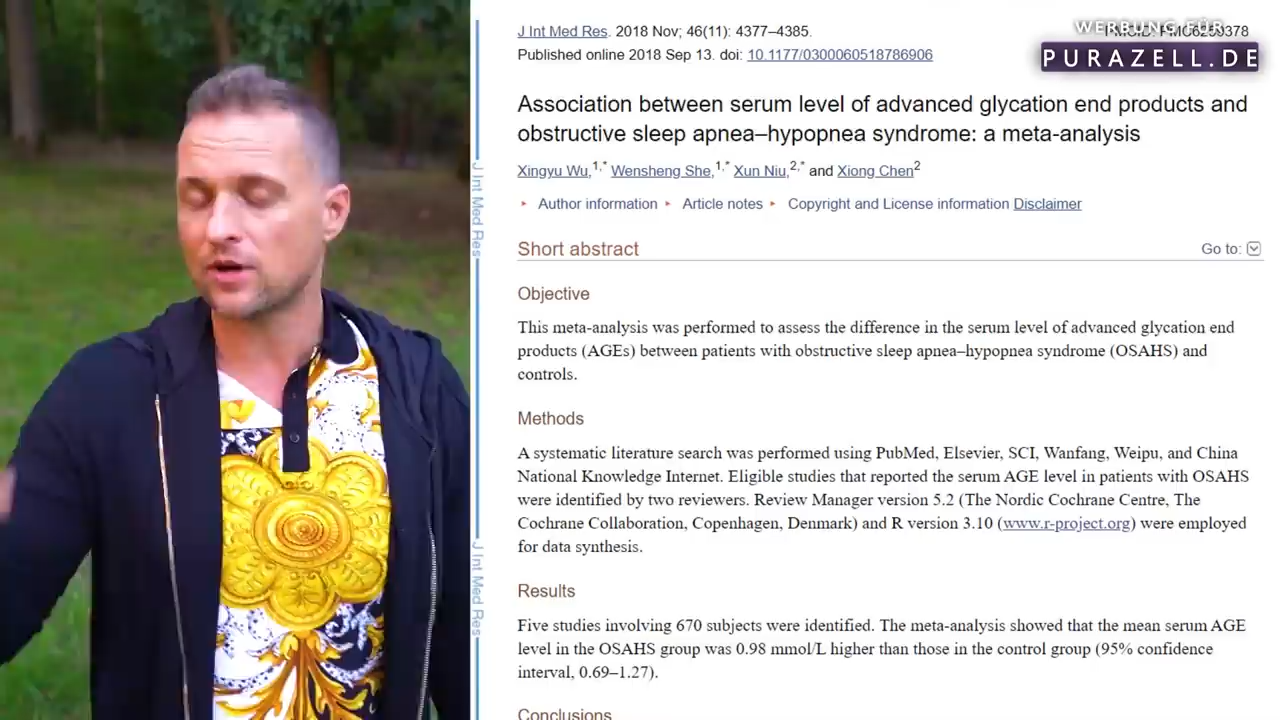 J Int Med Res. 2018 Nov; 46(11): 4377–4385.
WERBUNG FÜR
PURAZELL.DE
Published online 2018 Sep 13. doi: 10.1177/0300060518786906
Association between serum level of advanced glycation end products and
obstructive sleep apnea–hypopnea syndrome: a meta-analysis
Xingyu Wu,1,* Wensheng She,1,* Xun Niu,2,* and Xiong Chen2
Author information Article notes Copyright and License information Disclaimer
Short abstract
Go to:
Objective
This meta-analysis was performed to assess the difference in the serum level of advanced glycation end
products (AGEs) between patients with obstructive sleep apnea–hypopnea syndrome (OSAHS) and
controls.
Methods
A systematic literature search was performed using PubMed, Elsevier, SCI, Wanfang, Weipu, and China
National Knowledge Internet. Eligible studies that reported the serum AGE level in patients with OSAHS
were identified by two reviewers. Review Manager version 5.2 (The Nordic Cochrane Centre, The
Cochrane Collaboration, Copenhagen, Denmark) and R version 3.10 (www.r-project.org) were employed
for data synthesis.
Results
Five studies involving 670 subjects were identified. The meta-analysis showed that the mean serum AGE
level in the OSAHS group was 0.98 mmol/L higher than those in the control group (95% confidence
interval, 0.69–1.27).
Conclusions
J Int Med Res
J Int Med Res